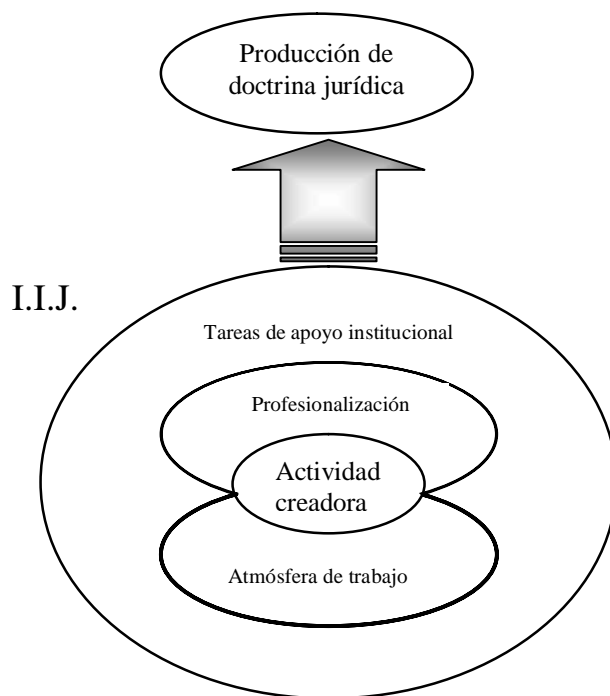 Producción de
doctrina jurídica
I.I.J.
Tareas de apoyo institucional
Profesionalización
Actividad
creadora
Atmósfera de trabajo